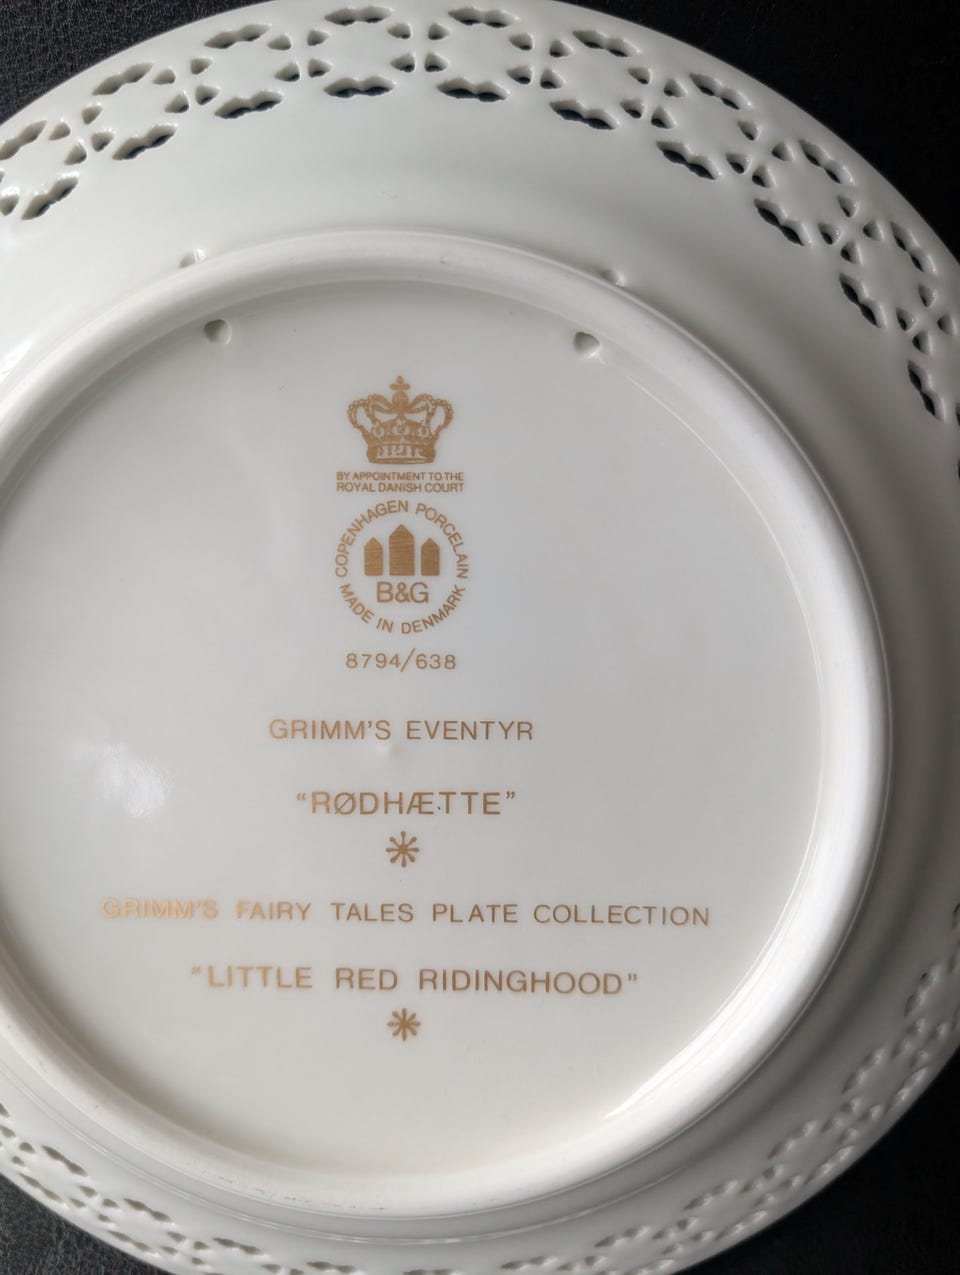 BY APPOINTMENT TO THE
ROYAL DANISH COURT
COPENHAGEN PORCELAIN
B&G
MADE IN DENMARK
8794/638
GRIMM'S EVENTYR
"RØDHÆTTE"
GRIMM'S FAIRY TALES PLATE COLLECTION
"LITTLE RED RIDINGHOOD"